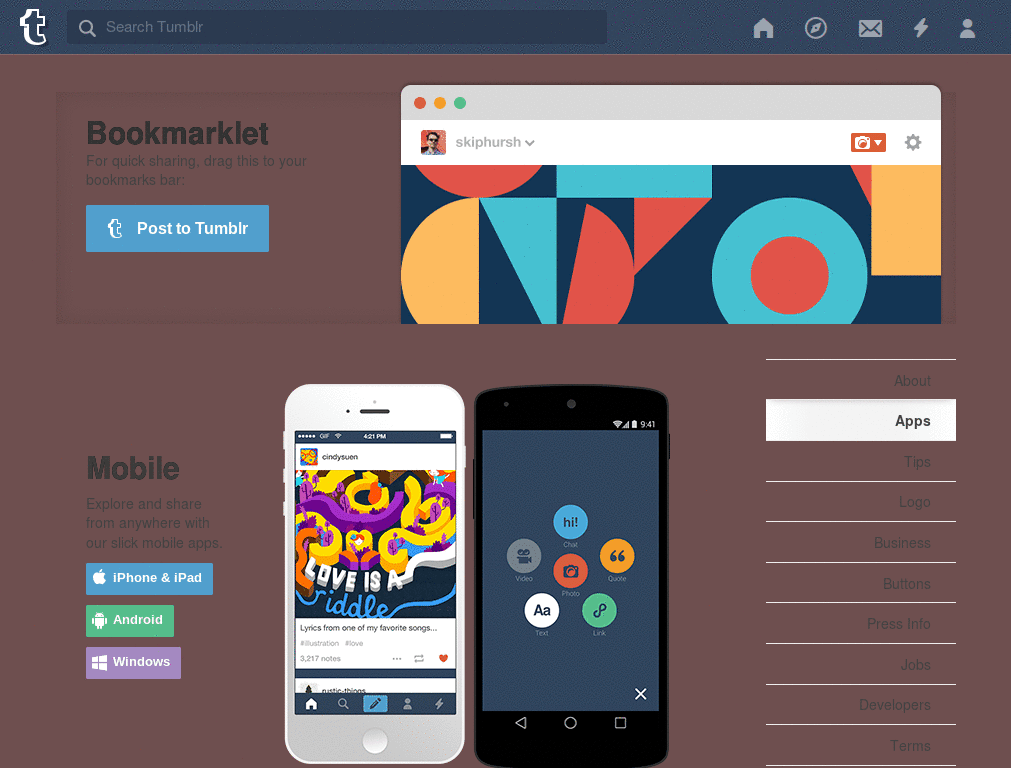 Search Tumblr
Bookmarklet
For quick sharing, drag this to your
bookmarks bar:
Post to Tumblr
skiphursh
Mobile
Explore and share
from anywhere with
our slick mobile apps.
iPhone & iPad
Android
Windows
GIF
4:21 PM
cindysuen
LOVE IS A
riddle
Lyrics from one of my favorite songs...
#illustration #love
3,217 notes
rustic-things
9:41
hi!
Chat
Video
Quote
Photo
Aa
Text
Link
About
Apps
Tips
Logo
Business
Buttons
Press Info
Jobs
Developers
Terms